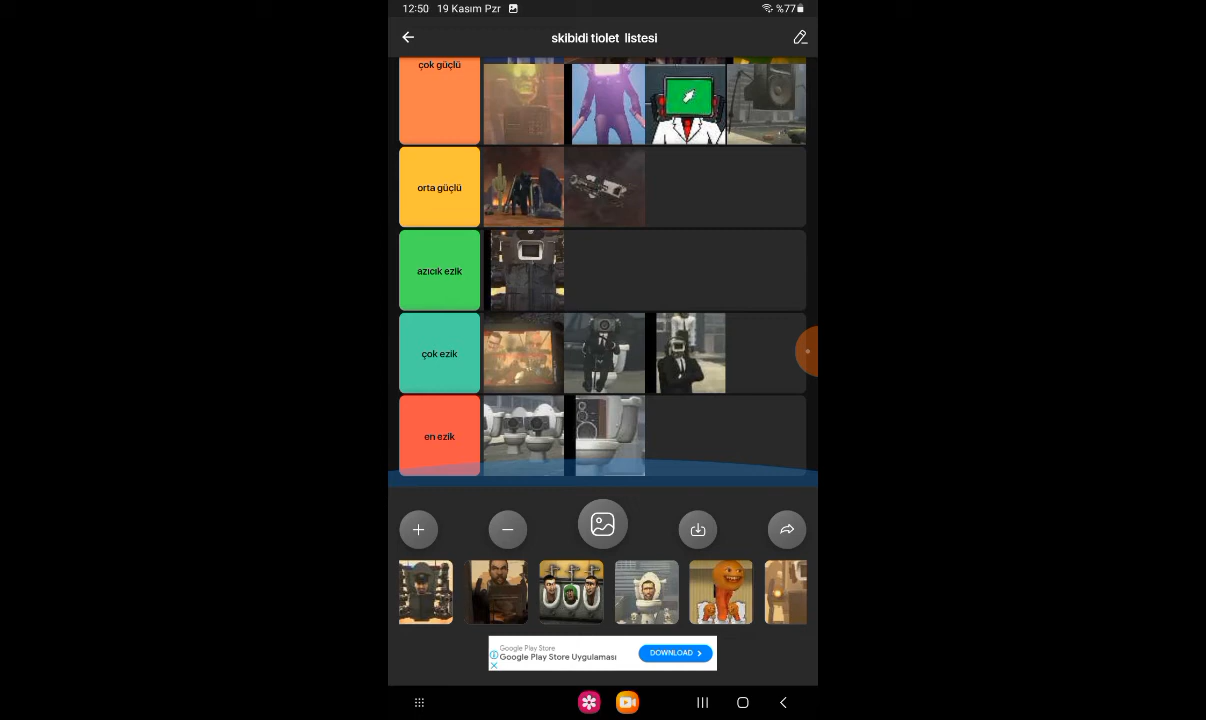 12:50 19 Kasım Pzr %77
skibidi tiolet listesi
çok güçlü
orta güçlü
azıcık ezik
çok ezik
en ezik
Google Play Store
Google Play Store Uygulaması
DOWNLOAD